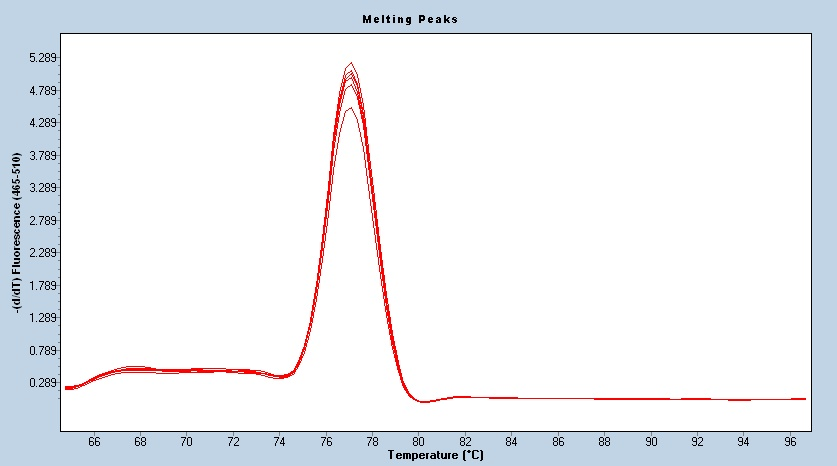 Melting Peaks
-(d/dT) Fluorescence (465-510)
5.289
4.789
4.289
3.789
3.289
2.789
2.289
1.789
1.289
0.789
0.289
66 68 70 72 74 76 78 80 82 84 86 88 90 92 94 96
Temperature (°C)